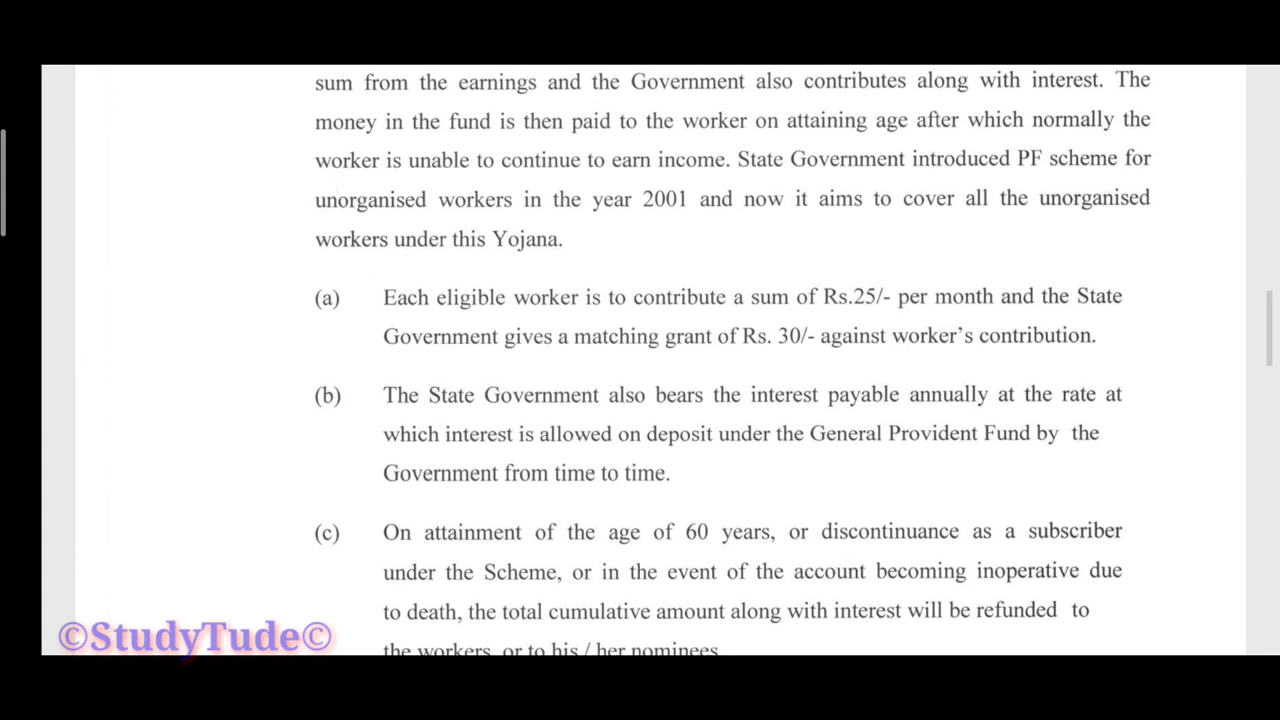 sum from the earnings and the Government also contributes along with interest. The
money in the fund is then paid to the worker on attaining age after which normally the
worker is unable to continue to earn income. State Government introduced PF scheme for
unorganised workers in the year 2001 and now it aims to cover all the unorganised
workers under this Yojana.
(a) Each eligible worker is to contribute a sum of Rs.25/- per month and the State
Government gives a matching grant of Rs. 30/- against worker's contribution.
(b) The State Government also bears the interest payable annually at the rate at
which interest is allowed on deposit under the General Provident Fund by the
Government from time to time.
(c) On attainment of the age of 60 years, or discontinuance as a subscriber
under the Scheme, or in the event of the account becoming inoperative due
to death, the total cumulative amount along with interest will be refunded to
the workers, or to his / her nominees
©StudyTude©